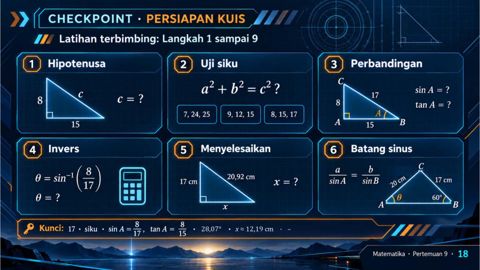 CHECKPOINT · PERSIAPAN KUIS
Latihan terbimbing: Langkah 1 sampai 9
1 Hipotenusa
8
c
15
c = ?
2 Uji siku
a² + b² = c² ?
7, 24, 25
9, 12, 15
8, 15, 17
3 Perbandingan
C
17
8
A
A
15
B
sin A = ?
tan A = ?
4 Invers
θ = sin⁻¹(8/17)
θ = ?
5 Menyelesaikan
17 cm
20,92 cm
x
x = ?
6 Batang sinus
a/sin A = b/sin B
C
20 cm
17 cm
A
θ
60°
B
Kunci: 17 · siku · sin A = 8/17, tan A = 8/15 · 28,07° · x ≈ 12,19 cm · -
Matematika · Pertemuan 9 · 18